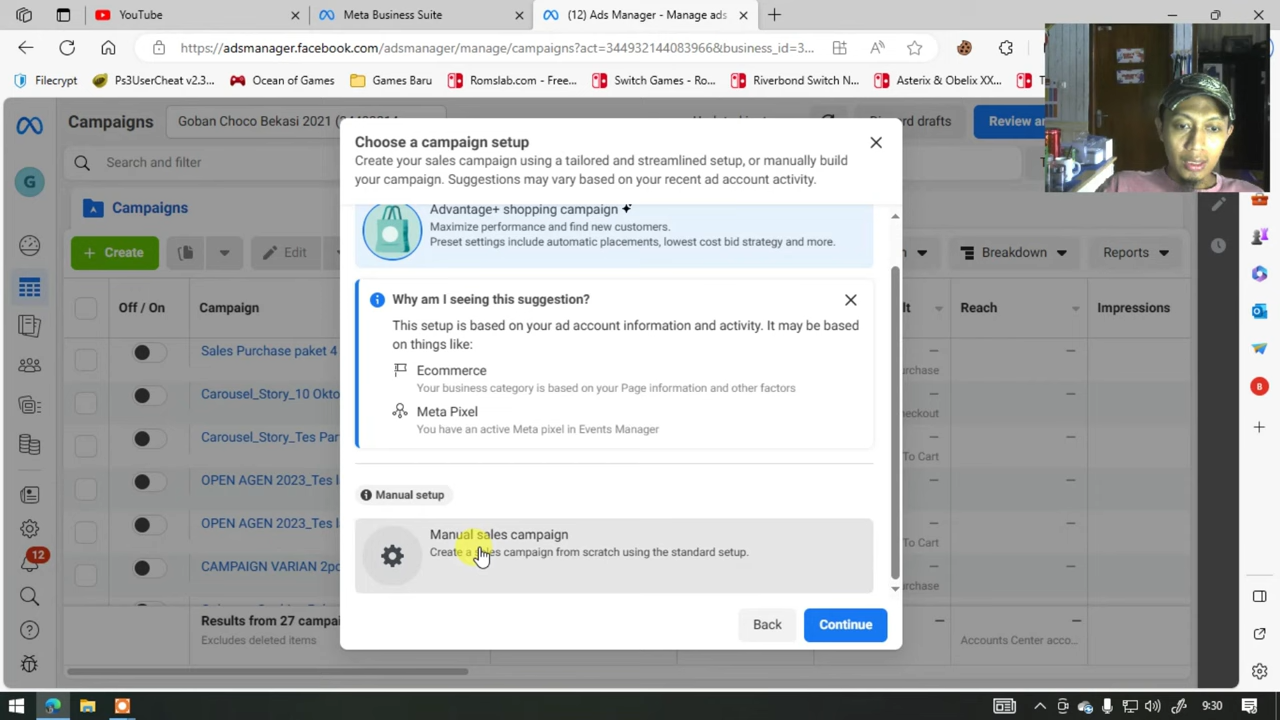 YouTube
Meta Business Suite
(12) Ads Manager - Manage ads
https://adsmanager.facebook.com/adsmanager/manage/campaigns?act=344932144083966&business_id=3...
Filecrypt
Ps3UserCheat v2.3...
Ocean of Games
Games Baru
Romslab.com - Free...
Switch Games - Ro...
Riverbond Switch N...
Asterix & Obelix XX...
Campaigns
Goban Choco Bekasi 2021
drafts
Review
Search and filter
G
Campaigns
+ Create
Edit
Breakdown
Reports
Off / On
Campaign
Reach
Impressions
Sales Purchase paket 4
Carousel_Story_10 Okto
Carousel_Story_Tes Par
To Cart
OPEN AGEN 2023_Tes
OPEN AGEN 2023_Tes
To Cart
CAMPAIGN VARIAN 2p
Results from 27 campai
Excludes deleted items
Accounts Center acco...
Choose a campaign setup
Create your sales campaign using a tailored and streamlined setup, or manually build
your campaign. Suggestions may vary based on your recent ad account activity.
Advantage+ shopping campaign
Maximize performance and find new customers.
Preset settings include automatic placements, lowest cost bid strategy and more.
Why am I seeing this suggestion?
This setup is based on your ad account information and activity. It may be based
on things like:
Ecommerce
Your business category is based on your Page information and other factors
Meta Pixel
You have an active Meta pixel in Events Manager
Manual setup
Manual sales campaign
Create a sales campaign from scratch using the standard setup.
Back
Continue
12
B
9:30